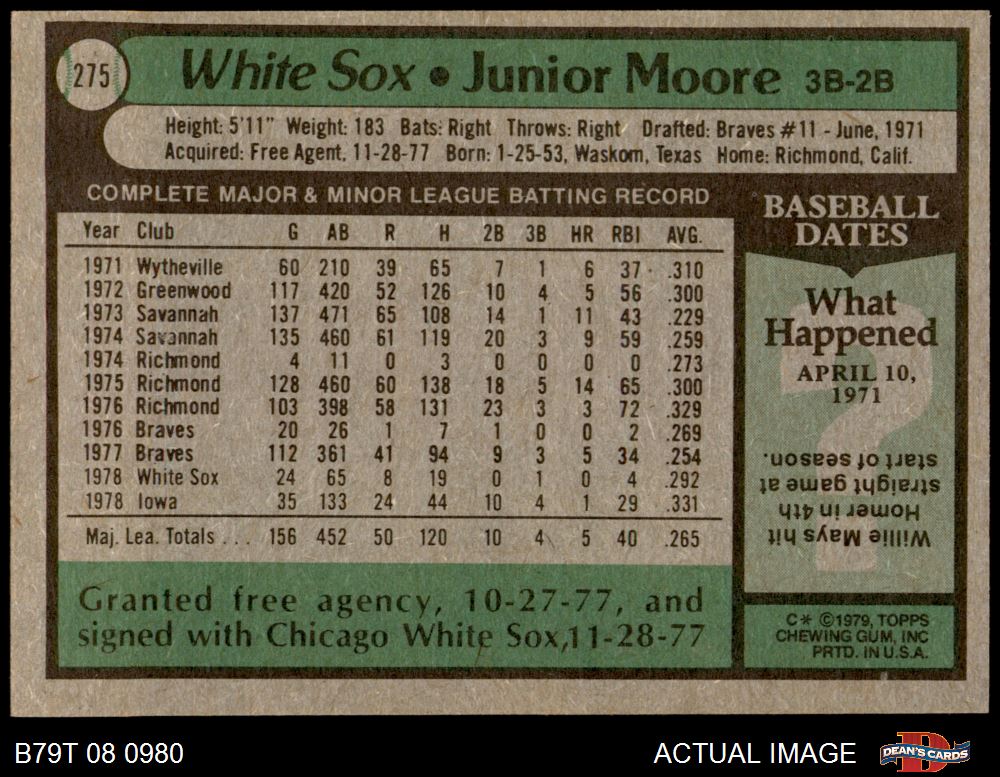 275 White Sox • Junior Moore 3B-2B
Height: 5'11" Weight: 183 Bats: Right Throws: Right Drafted: Braves #11 - June, 1971
Acquired: Free Agent, 11-28-77 Born: 1-25-53, Waskom, Texas Home: Richmond, Calif.
COMPLETE MAJOR & MINOR LEAGUE BATTING RECORD
Year Club G AB R H 2B 3B HR RBI AVG.
1971 Wytheville 60 210 39 65 7 1 6 37 .310
1972 Greenwood 117 420 52 126 10 4 5 56 .300
1973 Savannah 137 471 65 108 14 1 11 43 .229
1974 Savannah 135 460 61 119 20 3 9 59 .259
1974 Richmond 4 11 0 3 0 0 0 0 .273
1975 Richmond 128 460 60 138 18 5 14 65 .300
1976 Richmond 103 398 58 131 23 3 3 72 .329
1976 Braves 20 26 1 7 1 0 0 2 .269
1977 Braves 112 361 41 94 9 3 5 34 .254
1978 White Sox 24 65 8 19 0 1 0 4 .292
1978 Iowa 35 133 24 44 10 4 1 29 .331
Maj. Lea. Totals . . . 156 452 50 120 10 4 5 40 .265
Granted free agency, 10-27-77, and
signed with Chicago White Sox,11-28-77
BASEBALL
DATES
What
Happened
APRIL 10,
1971
?
Willie Mays hit
Homer in 4th
straight game at
start of season.
C* ©1979, TOPPS
CHEWING GUM, INC
PRTD. IN U.S.A.
B79T 08 0980
ACTUAL IMAGE
D
DEAN'S CARDS